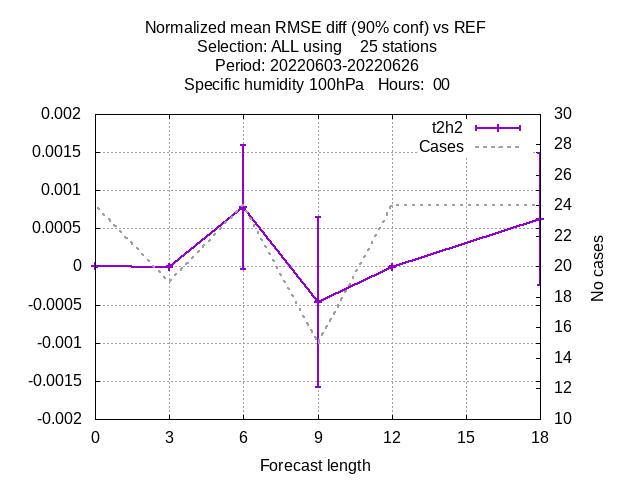 Normalized mean RMSE diff (90% conf) vs REF
Selection: ALL using    25 stations
Period: 20220603-20220626
Specific humidity 100hPa   Hours:  00
t2h2
Cases
0.002
0.0015
0.001
0.0005
0
-0.0005
-0.001
-0.0015
-0.002
30
28
26
24
22
20
18
16
14
12
10
No cases
0 3 6 9 12 15 18
Forecast length